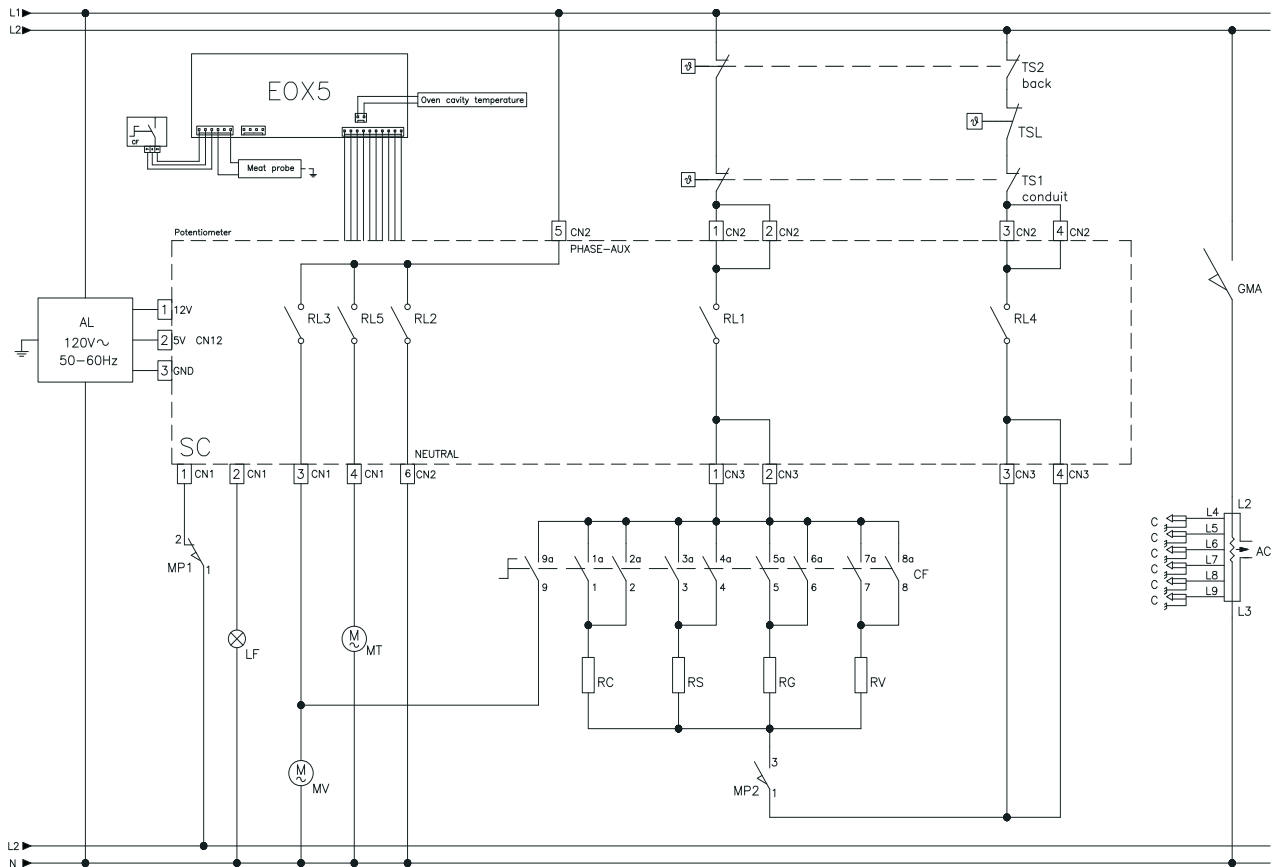 L1
L2
EOX5
Oven cavity temperature
CF
Meat probe
TS2
back
ϑ
TSL
ϑ
TS1
conduit
ϑ
Potentiometer
5 CN2
PHASE-AUX
1 CN2
2 CN2
3 CN2
4 CN2
GMA
AL
120V~
50-60Hz
1 12V
2 5V CN12
3 GND
RL3
RL5
RL2
RL1
RL4
SC
NEUTRAL
1 CN1
2 CN1
3 CN1
4 CN1
6 CN2
1 CN3
2 CN3
3 CN3
4 CN3
L2
C L4
C L5
C L6
C L7
C L8
C L9
AC
L3
2
MP1
1
9a 1a 2a 3a 4a 5a 6a 7a 8a
CF
9 1 2 3 4 5 6 7 8
LF
M
~
MT
RC
RS
RG
RV
M
~
MV
3
MP2
1
L2
N